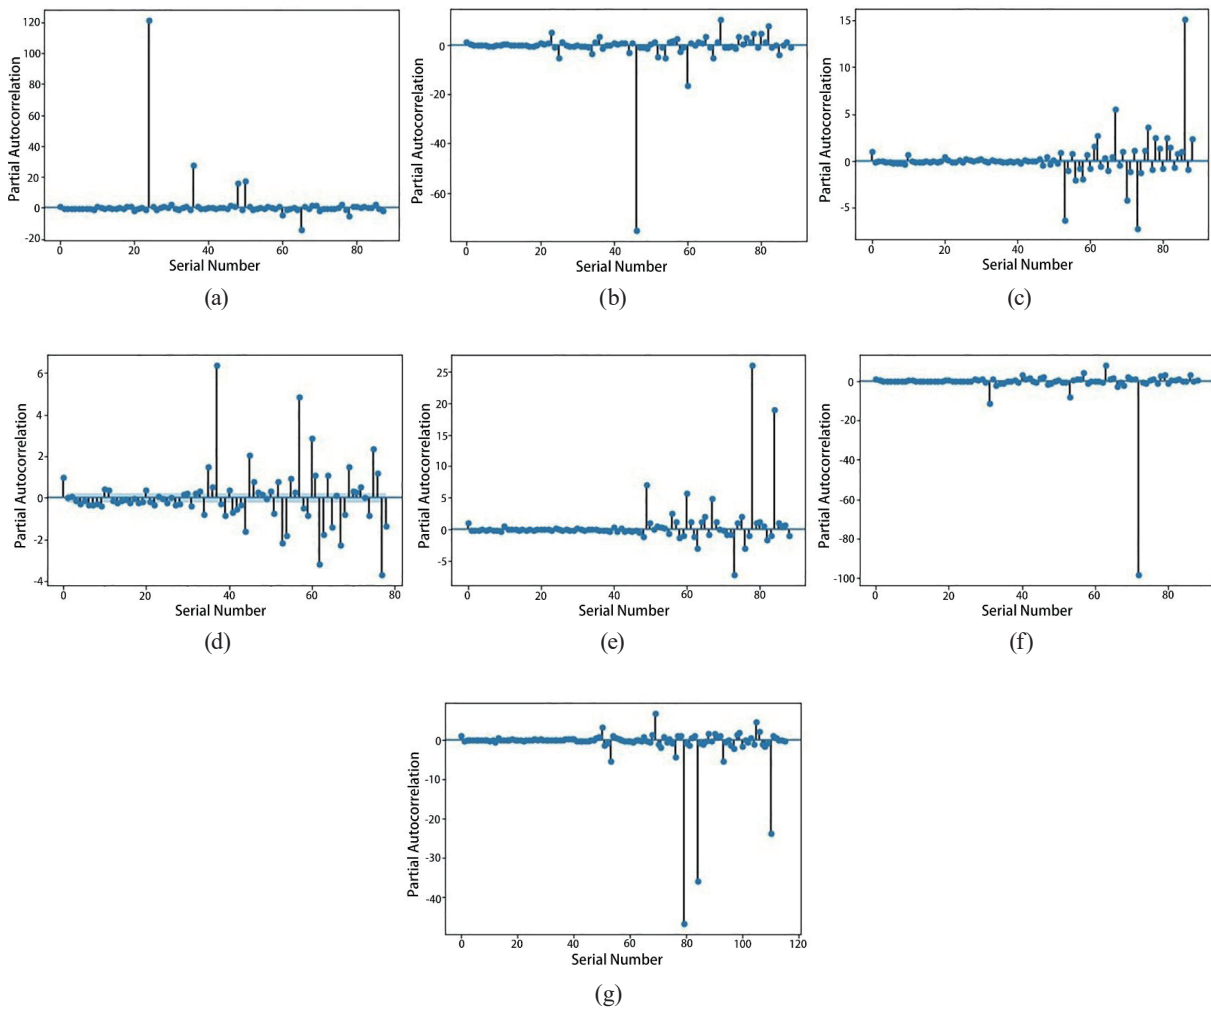 Partial Autocorrelation
120
100
80
60
40
20
0
-20
0 20 40 60 80
Serial Number
(a)
Partial Autocorrelation
0
-20
-40
-60
0 20 40 60 80
Serial Number
(b)
Partial Autocorrelation
15
10
5
0
-5
0 20 40 60 80
Serial Number
(c)
Partial Autocorrelation
6
4
2
0
-2
-4
0 20 40 60 80
Serial Number
(d)
Partial Autocorrelation
25
20
15
10
5
0
-5
0 20 40 60 80
Serial Number
(e)
Partial Autocorrelation
0
-20
-40
-60
-80
-100
0 20 40 60 80
Serial Number
(f)
Partial Autocorrelation
0
-10
-20
-30
-40
0 20 40 60 80 100 120
Serial Number
(g)